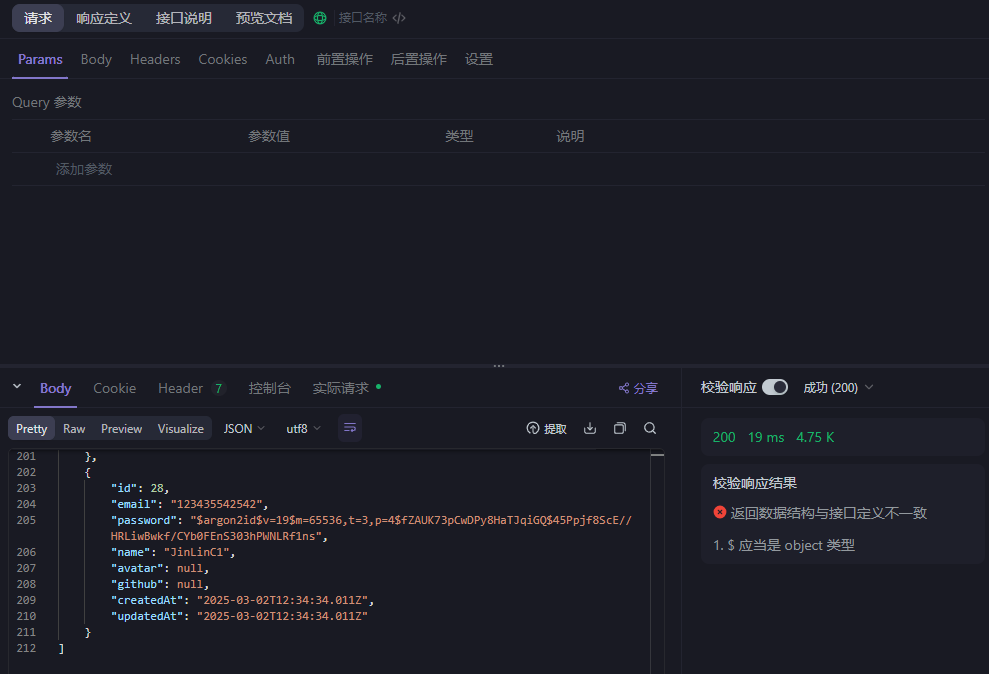 请求 响应定义 接口说明 预览文档 接口名称
Params Body Headers Cookies Auth 前置操作 后置操作 设置
Query 参数
参数名 参数值 类型 说明
添加参数
Body Cookie Header 7 控制台 实际请求 分享
Pretty Raw Preview Visualize JSON utf8 提取
201 },
202 {
203 "id": 28,
204 "email": "123435542542",
205 "password": "$argon2id$v=19$m=65536,t=3,p=4$fZAUK73pCwDPy8HaTJqiGQ$45Ppjf8ScE//
HRLiwBwkf/CYb0FEnS303hPWNLRf1ns",
206 "name": "JinLinC1",
207 "avatar": null,
208 "github": null,
209 "createdAt": "2025-03-02T12:34:34.011Z",
210 "updatedAt": "2025-03-02T12:34:34.011Z"
211 }
212 ]
校验响应 成功 (200)
200 19 ms 4.75 K
校验响应结果
返回数据结构与接口定义不一致
1. $ 应当是 object 类型